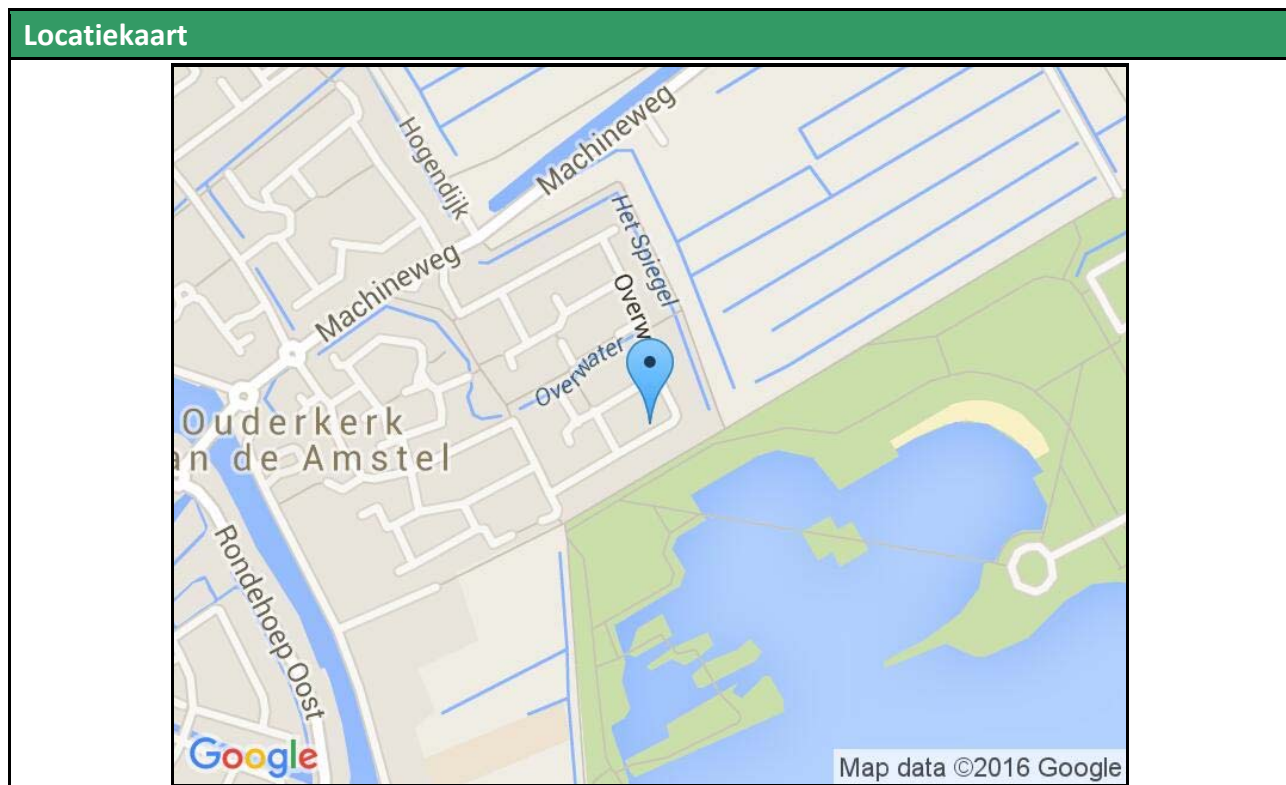 Locatiekaart
Hogendijk
Machineweg
Machineweg
Het Spiegel
Overw
Overwater
Ouderkerk
an de Amstel
Rondehoep Oost
Google
Map data ©2016 Google